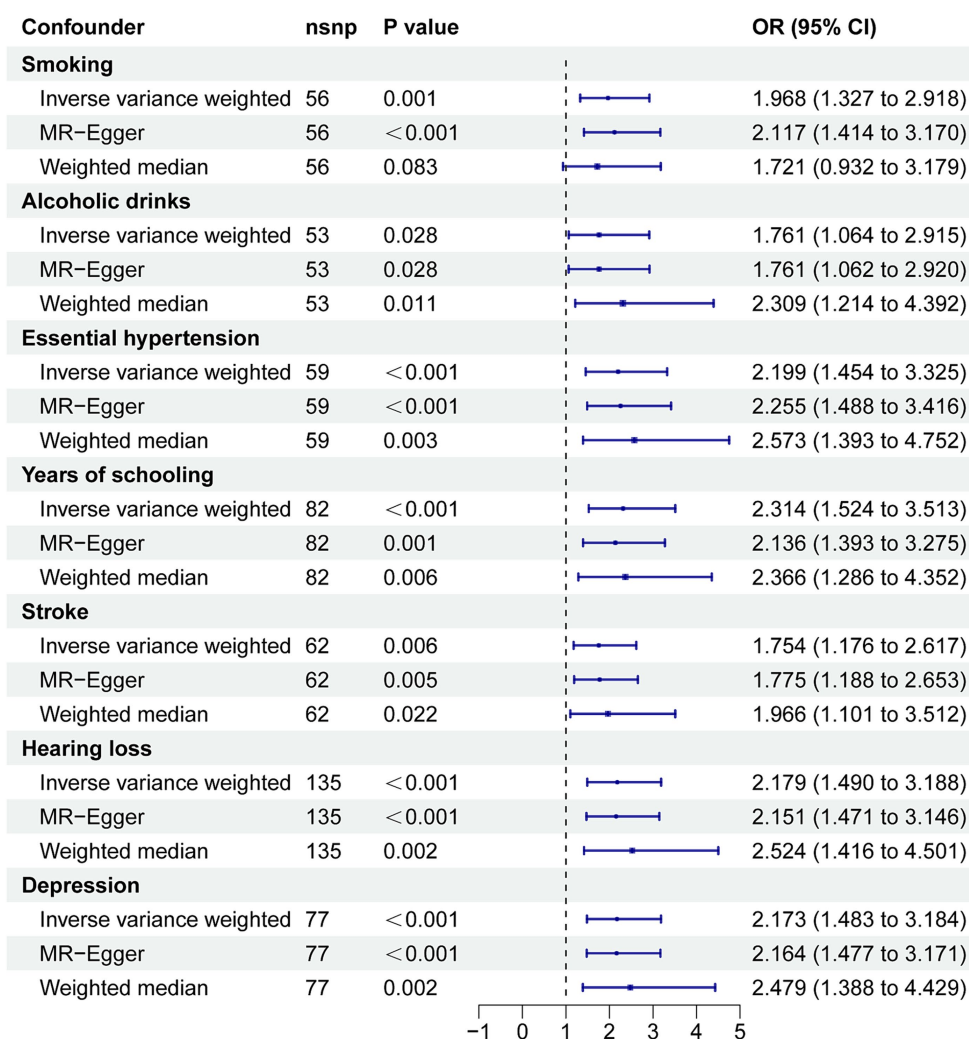 Confounder nsnp P value OR (95% CI)
Smoking
Inverse variance weighted 56 0.001 1.968 (1.327 to 2.918)
MR−Egger 56 <0.001 2.117 (1.414 to 3.170)
Weighted median 56 0.083 1.721 (0.932 to 3.179)
Alcoholic drinks
Inverse variance weighted 53 0.028 1.761 (1.064 to 2.915)
MR−Egger 53 0.028 1.761 (1.062 to 2.920)
Weighted median 53 0.011 2.309 (1.214 to 4.392)
Essential hypertension
Inverse variance weighted 59 <0.001 2.199 (1.454 to 3.325)
MR−Egger 59 <0.001 2.255 (1.488 to 3.416)
Weighted median 59 0.003 2.573 (1.393 to 4.752)
Years of schooling
Inverse variance weighted 82 <0.001 2.314 (1.524 to 3.513)
MR−Egger 82 0.001 2.136 (1.393 to 3.275)
Weighted median 82 0.006 2.366 (1.286 to 4.352)
Stroke
Inverse variance weighted 62 0.006 1.754 (1.176 to 2.617)
MR−Egger 62 0.005 1.775 (1.188 to 2.653)
Weighted median 62 0.022 1.966 (1.101 to 3.512)
Hearing loss
Inverse variance weighted 135 <0.001 2.179 (1.490 to 3.188)
MR−Egger 135 <0.001 2.151 (1.471 to 3.146)
Weighted median 135 0.002 2.524 (1.416 to 4.501)
Depression
Inverse variance weighted 77 <0.001 2.173 (1.483 to 3.184)
MR−Egger 77 <0.001 2.164 (1.477 to 3.171)
Weighted median 77 0.002 2.479 (1.388 to 4.429)
−1 0 1 2 3 4 5